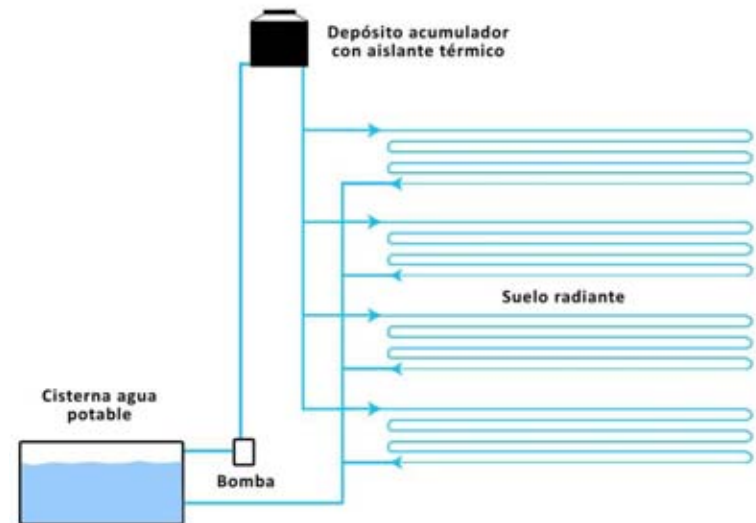 Depósito acumulador
con aislante térmico
Suelo radiante
Cisterna agua
potable
Bomba